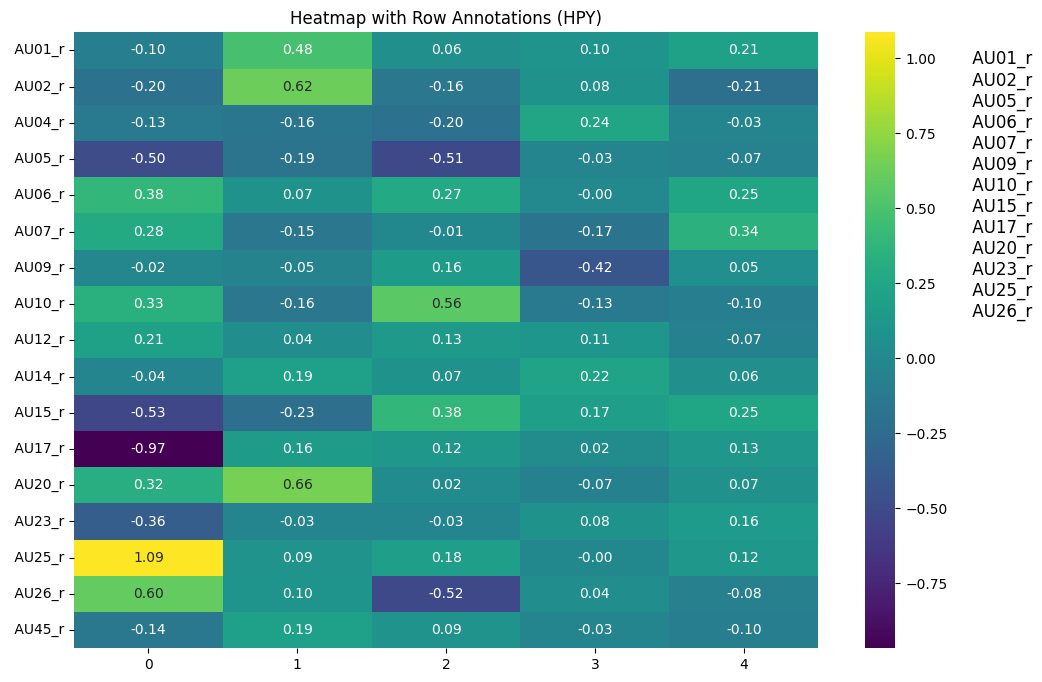 Heatmap with Row Annotations (HPY)
AU01_r -0.10 0.48 0.06 0.10 0.21
AU02_r -0.20 0.62 -0.16 0.08 -0.21
AU04_r -0.13 -0.16 -0.20 0.24 -0.03
AU05_r -0.50 -0.19 -0.51 -0.03 -0.07
AU06_r 0.38 0.07 0.27 -0.00 0.25
AU07_r 0.28 -0.15 -0.01 -0.17 0.34
AU09_r -0.02 -0.05 0.16 -0.42 0.05
AU10_r 0.33 -0.16 0.56 -0.13 -0.10
AU12_r 0.21 0.04 0.13 0.11 -0.07
AU14_r -0.04 0.19 0.07 0.22 0.06
AU15_r -0.53 -0.23 0.38 0.17 0.25
AU17_r -0.97 0.16 0.12 0.02 0.13
AU20_r 0.32 0.66 0.02 -0.07 0.07
AU23_r -0.36 -0.03 -0.03 0.08 0.16
AU25_r 1.09 0.09 0.18 -0.00 0.12
AU26_r 0.60 0.10 -0.52 0.04 -0.08
AU45_r -0.14 0.19 0.09 -0.03 -0.10
0 1 2 3 4
1.00
0.75
0.50
0.25
0.00
−0.25
−0.50
−0.75
AU01_r
AU02_r
AU05_r
AU06_r
AU07_r
AU09_r
AU10_r
AU15_r
AU17_r
AU20_r
AU23_r
AU25_r
AU26_r